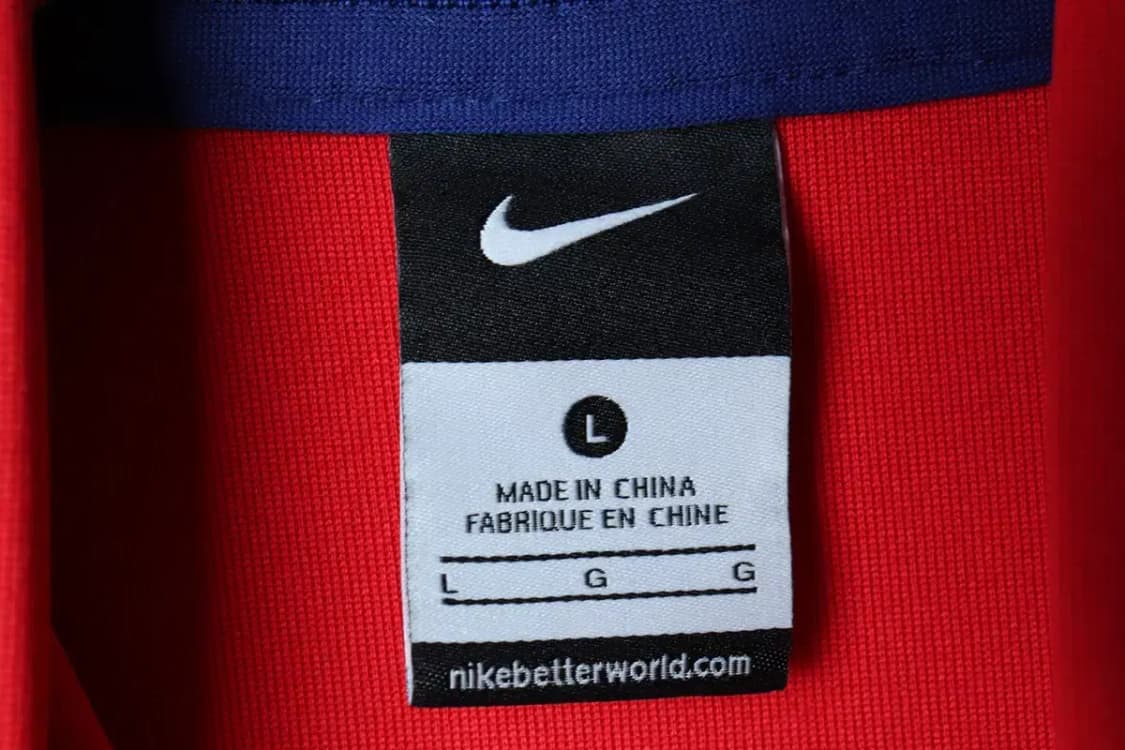 L
MADE IN CHINA
FABRIQUE EN CHINE
L G G
nikebetterworld.com